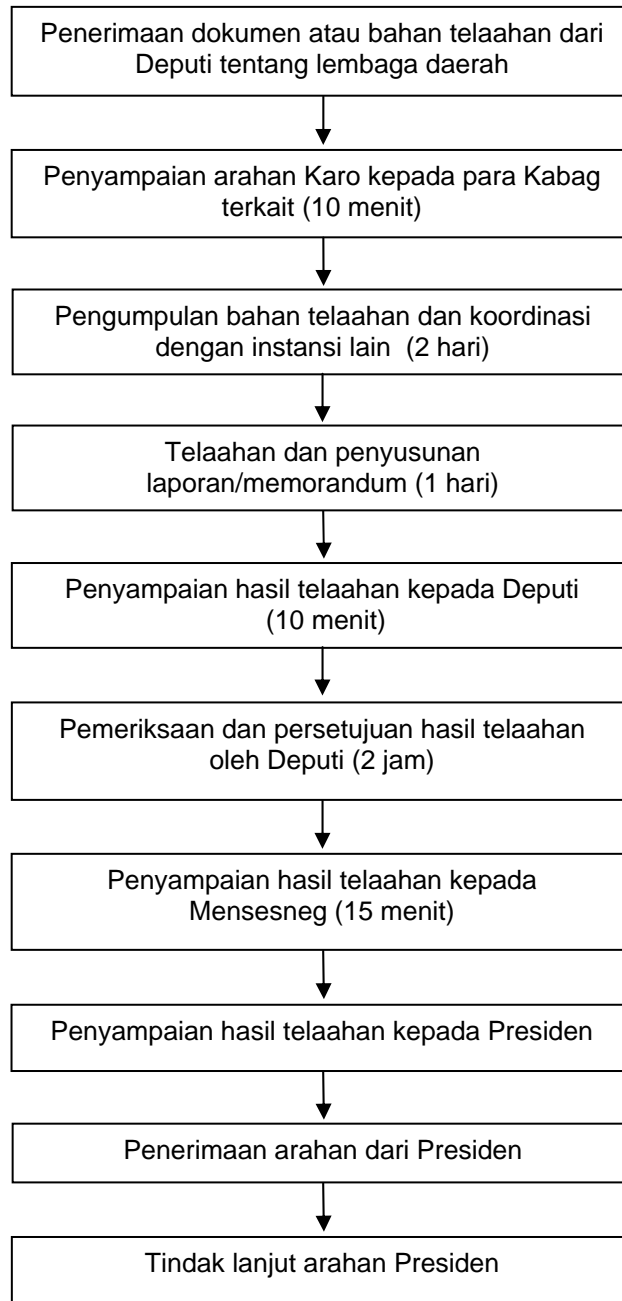 Penerimaan dokumen atau bahan telaahan dari
Deputi tentang lembaga daerah
Penyampaian arahan Karo kepada para Kabag
terkait (10 menit)
Pengumpulan bahan telaahan dan koordinasi
dengan instansi lain (2 hari)
Telaahan dan penyusunan
laporan/memorandum (1 hari)
Penyampaian hasil telaahan kepada Deputi
(10 menit)
Pemeriksaan dan persetujuan hasil telaahan
oleh Deputi (2 jam)
Penyampaian hasil telaahan kepada
Mensesneg (15 menit)
Penyampaian hasil telaahan kepada Presiden
Penerimaan arahan dari Presiden
Tindak lanjut arahan Presiden